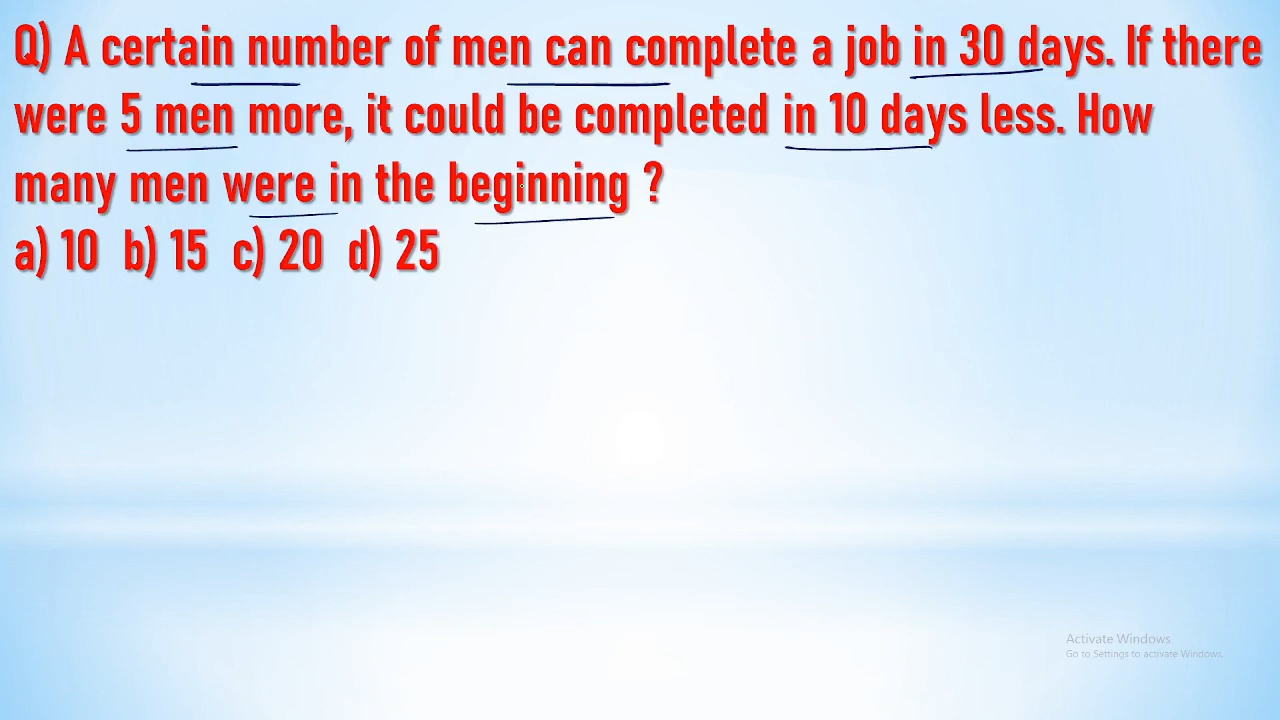 Q) A certain number of men can complete a job in 30 days. If there
were 5 men more, it could be completed in 10 days less. How
many men were in the beginning ?
a) 10 b) 15 c) 20 d) 25
Activate Windows
Go to Settings to activate Windows.